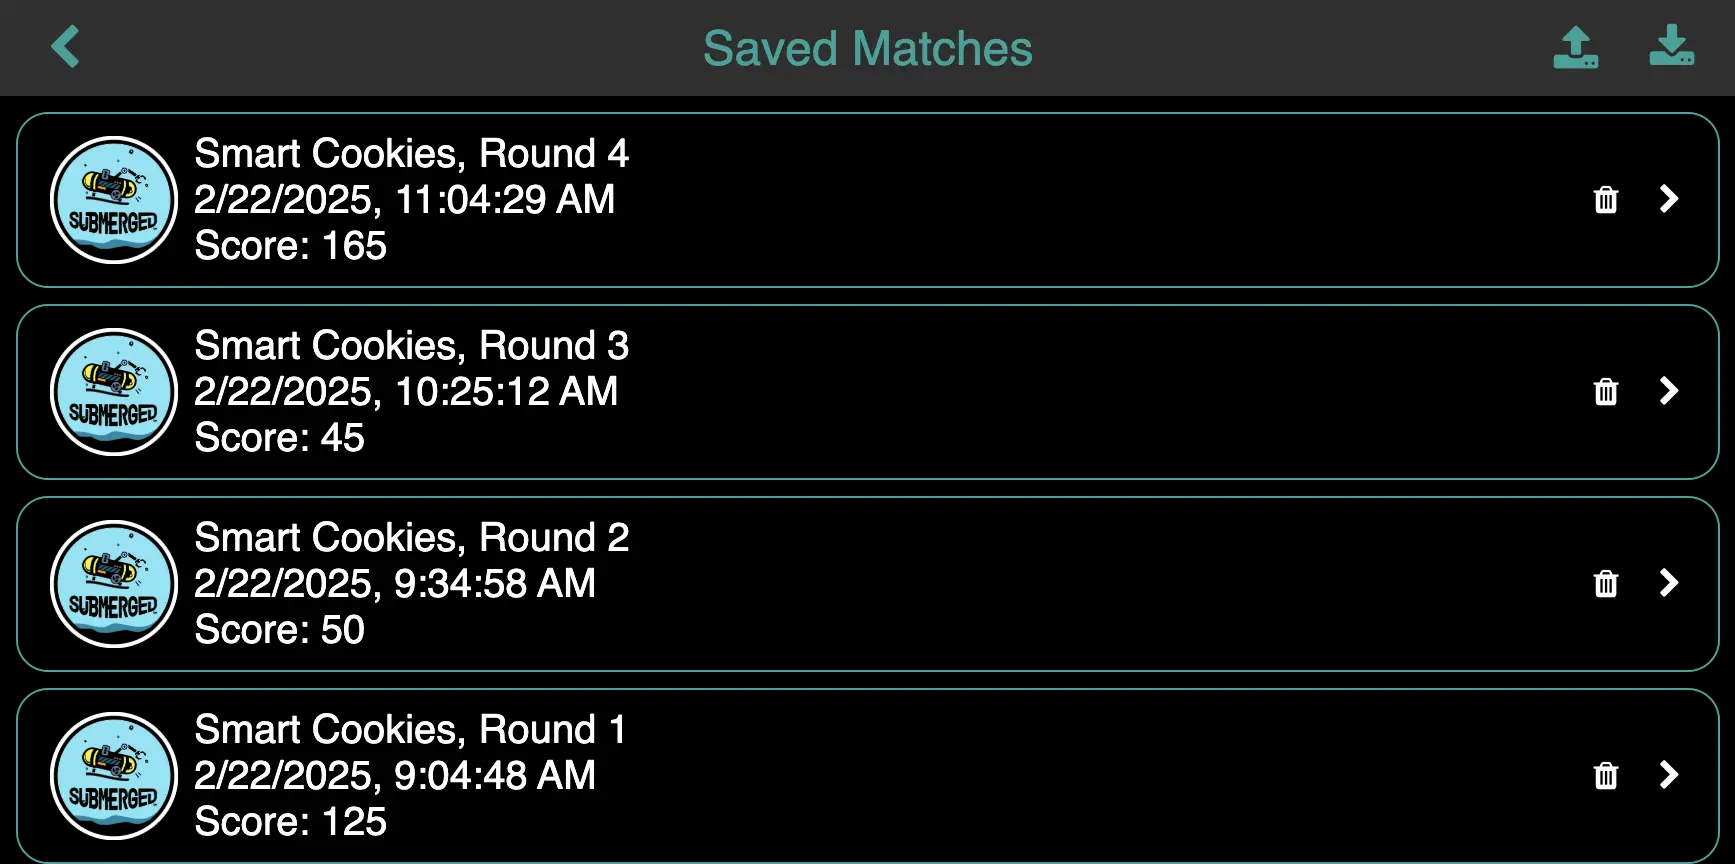 Saved Matches
SUBMERGED
Smart Cookies, Round 4
2/22/2025, 11:04:29 AM
Score: 165
SUBMERGED
Smart Cookies, Round 3
2/22/2025, 10:25:12 AM
Score: 45
SUBMERGED
Smart Cookies, Round 2
2/22/2025, 9:34:58 AM
Score: 50
SUBMERGED
Smart Cookies, Round 1
2/22/2025, 9:04:48 AM
Score: 125